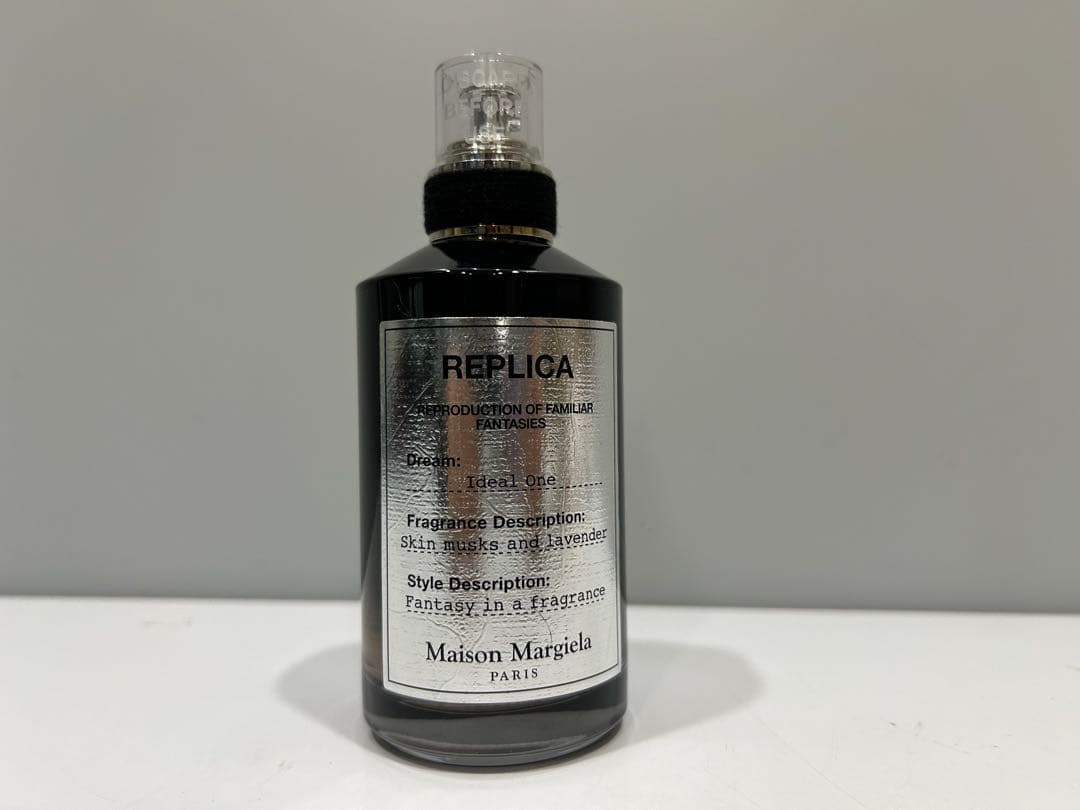 BEFORE
REPLICA
REPRODUCTION OF FAMILIAR
FANTASIES
Dream:
Ideal One
Fragrance Description:
Skin musks and lavender
Style Description:
Fantasy in a fragrance
Maison Margiela
PARIS